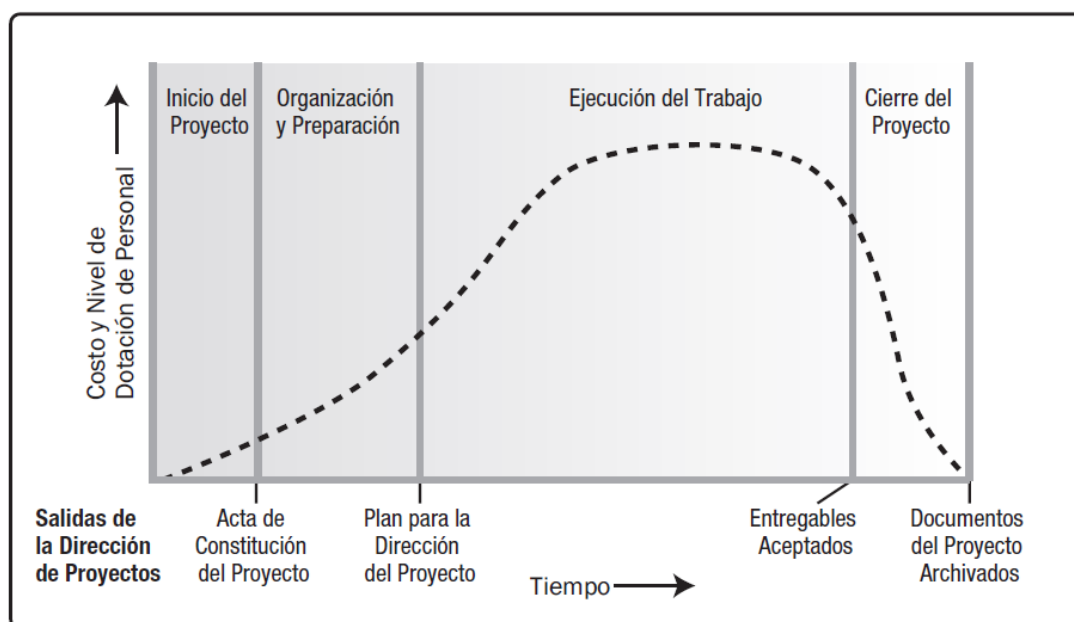 Inicio del
Proyecto
Organización
y Preparación
Ejecución del Trabajo
Cierre del
Proyecto
Costo y Nivel de
Dotación de Personal
Salidas de
la Dirección
de Proyectos
Acta de
Constitución
del Proyecto
Plan para la
Dirección
del Proyecto
Entregables
Aceptados
Documentos
del Proyecto
Archivados
Tiempo